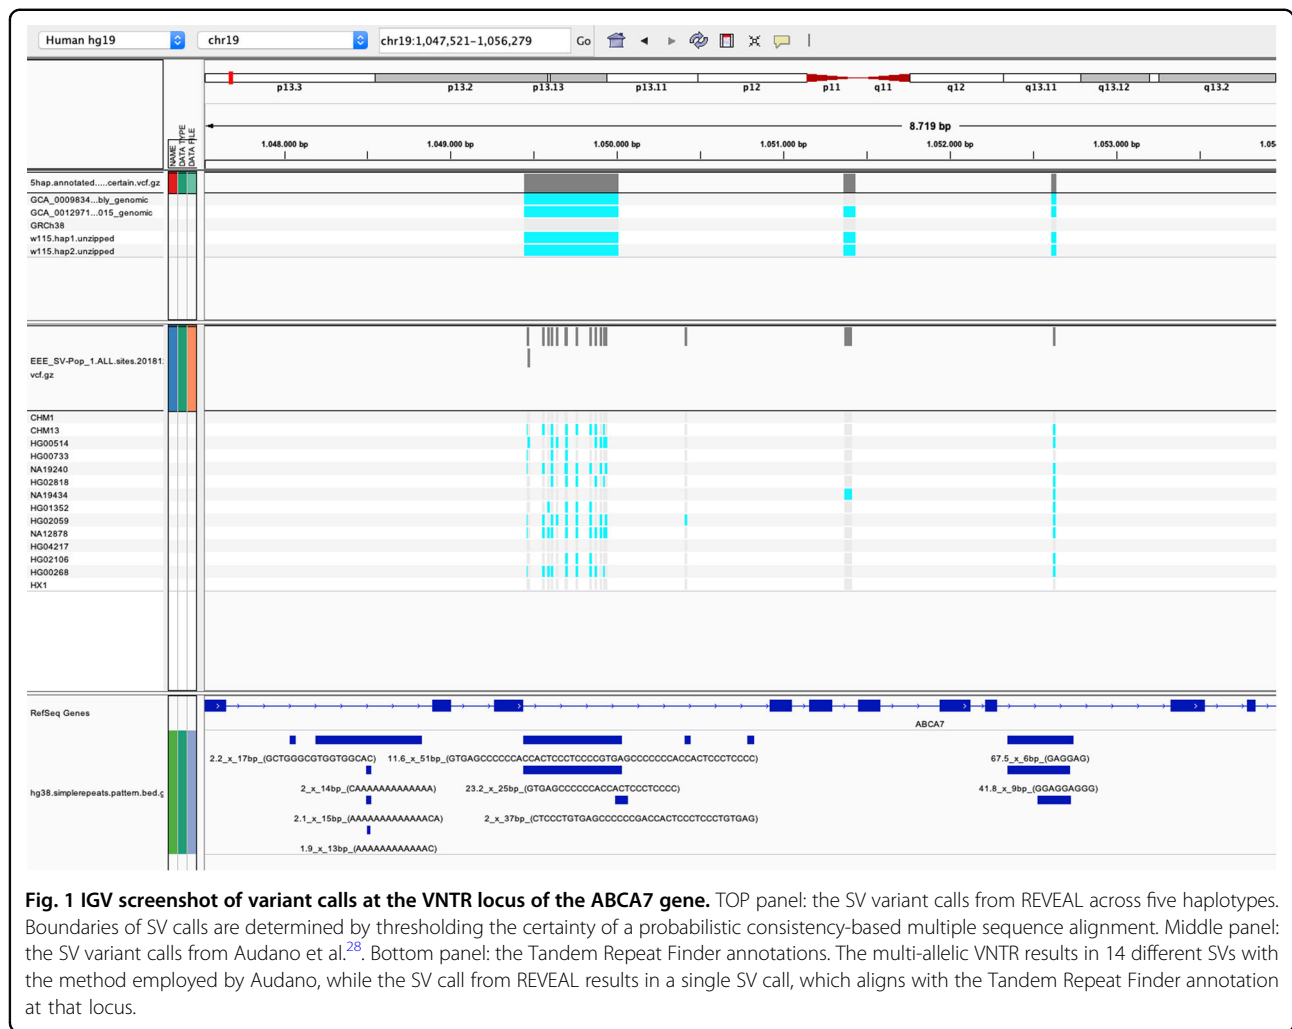 Human hg19 chr19 chr19:1,047,521-1,056,279 Go
p13.3 p13.2 p13.13 p13.11 p12 p11 q11 q12 q13.11 q13.12 q13.2
8.719 bp
1.048.000 bp 1.049.000 bp 1.050.000 bp 1.051.000 bp 1.052.000 bp 1.053.000 bp 1.05
NAME
DATA TYPE
DATA FILE
5hap.annotated.....certain.vcf.gz
GCA_0009834...bly_genomic
GCA_0012971...015_genomic
GRCh38
w115.hap1.unzipped
w115.hap2.unzipped
EEE_SV-Pop_1.ALL.sites.20181
vcf.gz
CHM1
CHM13
HG00514
HG00733
NA19240
HG02818
NA19434
HG01352
HG02059
NA12878
HG04217
HG02106
HG00268
HX1
RefSeq Genes
ABCA7
hg38.simplerepeats.pattern.bed.g
2.2_x_17bp_(GCTGGGCGTGGTGGCAC) 11.6_x_51bp_(GTGAGCCCCCCACCACTCCCTCCCCGTGAGCCCCCCCACCACTCCCTCCCC) 67.5_x_6bp_(GAGGAG)
2_x_14bp_(CAAAAAAAAAAAAA) 23.2_x_25bp_(GTGAGCCCCCCACCACTCCCTCCCC) 41.8_x_9bp_(GGAGGAGGG)
2.1_x_15bp_(AAAAAAAAAAAAACA) 2_x_37bp_(CTCCCTGTGAGCCCCCCGACCACTCCCTCCCTGTGAG)
1.9_x_13bp_(AAAAAAAAAAAAC)
Fig. 1 IGV screenshot of variant calls at the VNTR locus of the ABCA7 gene. TOP panel: the SV variant calls from REVEAL across five haplotypes.
Boundaries of SV calls are determined by thresholding the certainty of a probabilistic consistency-based multiple sequence alignment. Middle panel:
the SV variant calls from Audano et al.28. Bottom panel: the Tandem Repeat Finder annotations. The multi-allelic VNTR results in 14 different SVs with
the method employed by Audano, while the SV call from REVEAL results in a single SV call, which aligns with the Tandem Repeat Finder annotation
at that locus.